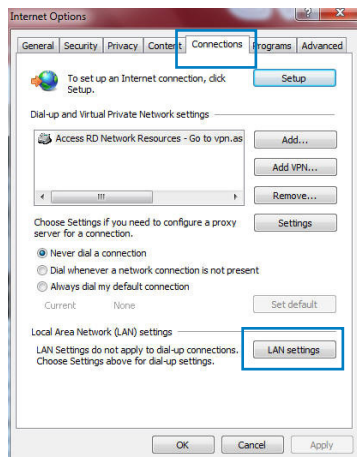 Internet Options
General Security Privacy Content Connections Programs Advanced
To set up an Internet connection, click
Setup.
Setup
Dial-up and Virtual Private Network settings
Access RD Network Resources - Go to vpn.as
Add...
Add VPN...
Remove...
Choose Settings if you need to configure a proxy
server for a connection.
Settings
Never dial a connection
Dial whenever a network connection is not present
Always dial my default connection
Current None
Set default
Local Area Network (LAN) settings
LAN Settings do not apply to dial-up connections.
Choose Settings above for dial-up settings.
LAN settings
OK Cancel Apply